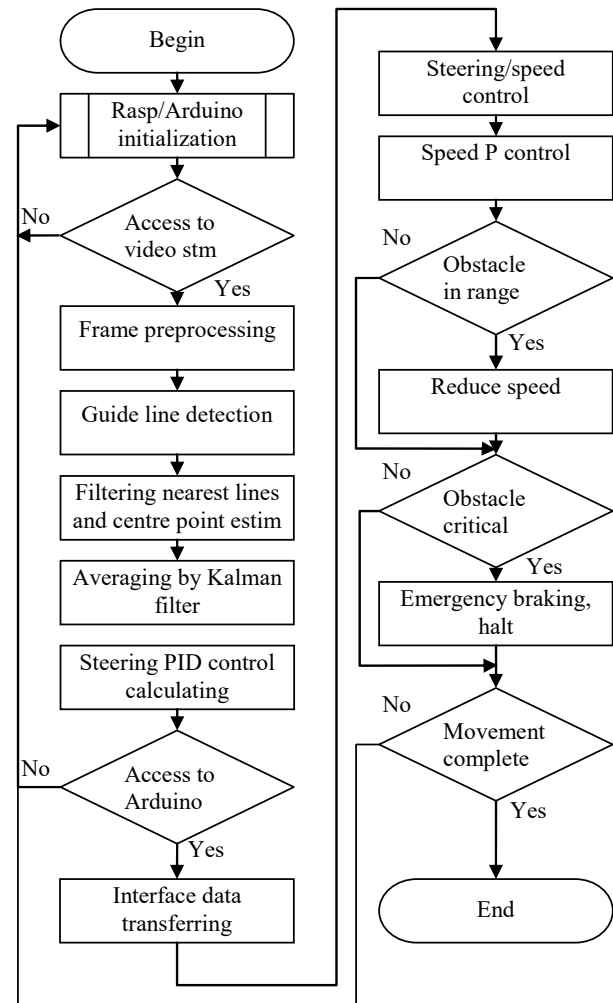 Begin
Rasp/Arduino
initialization
No
Access to
video stm
Yes
Frame preprocessing
Guide line detection
Filtering nearest lines
and centre point estim
Averaging by Kalman
filter
Steering PID control
calculating
No
Access to
Arduino
Yes
Interface data
transferring
Steering/speed
control
Speed P control
No
Obstacle
in range
Yes
Reduce speed
No
Obstacle
critical
Yes
Emergency braking,
halt
No
Movement
complete
Yes
End